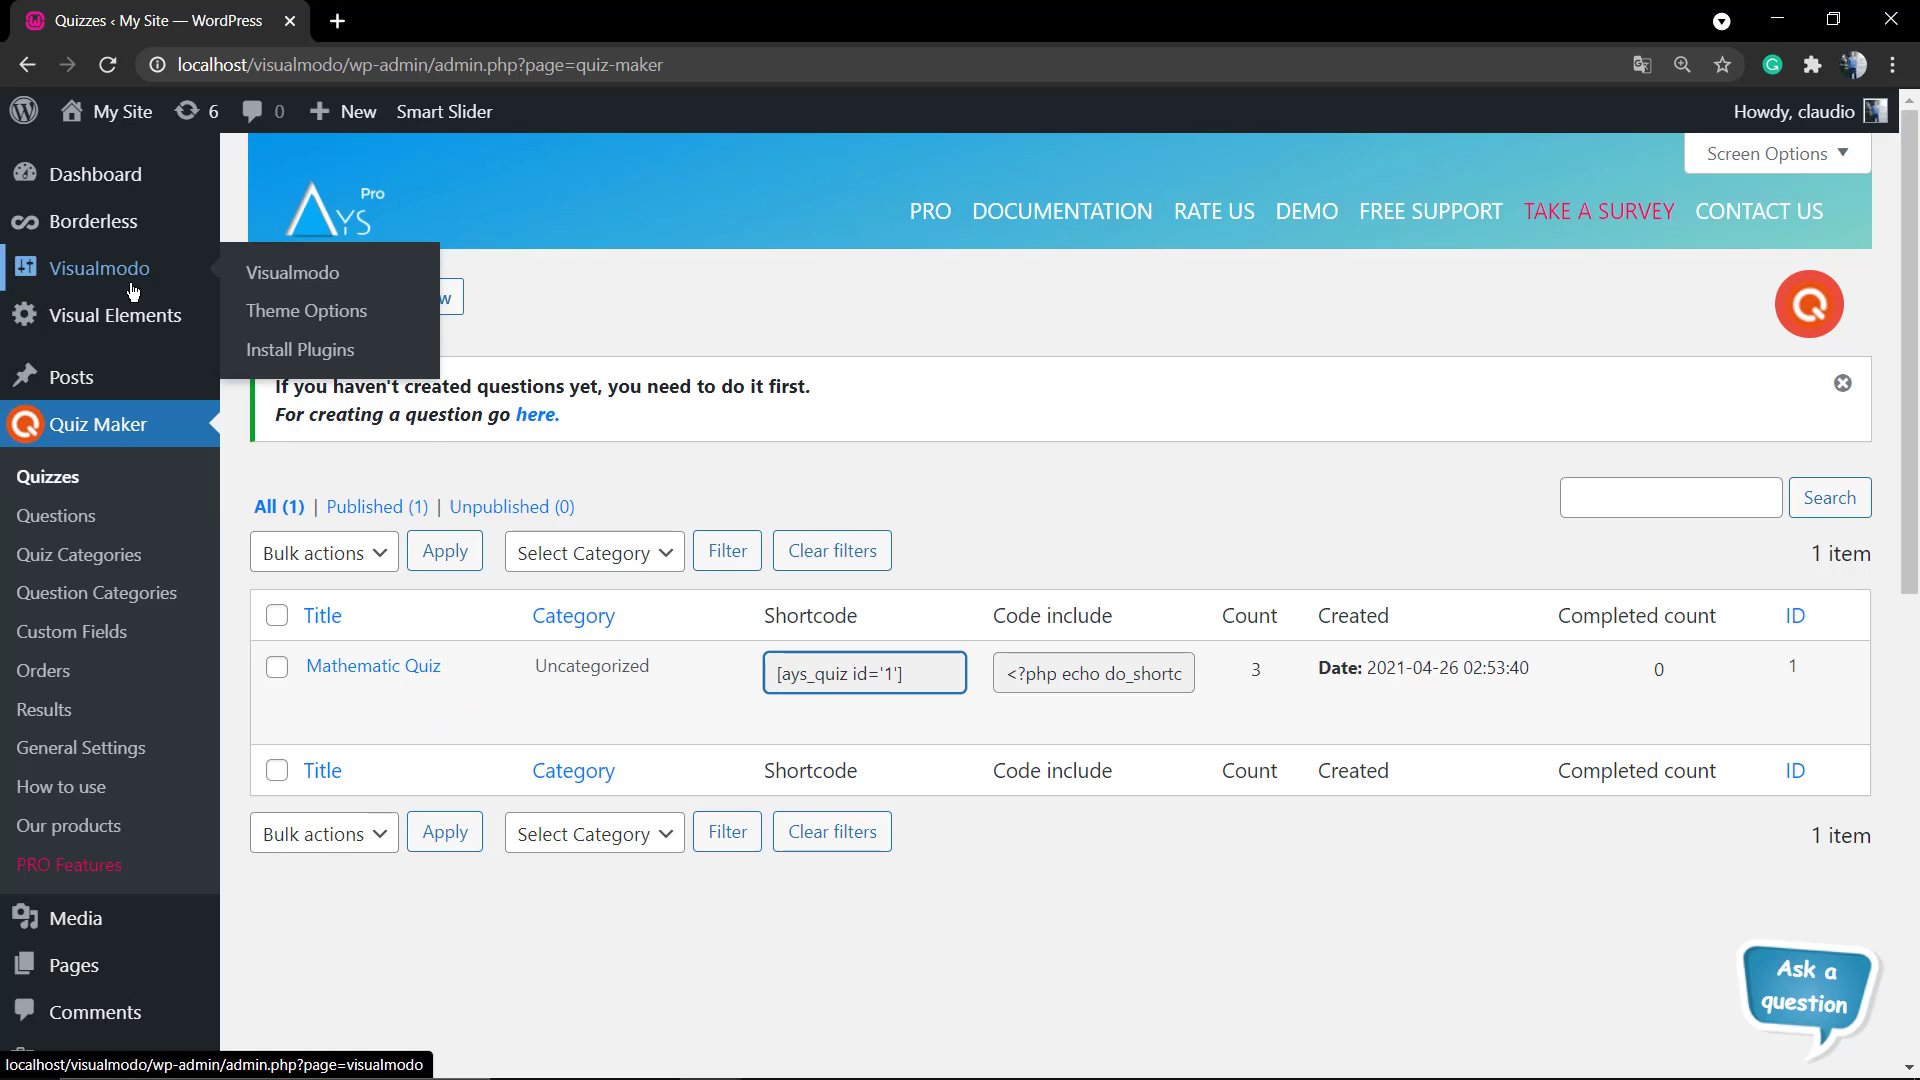 Quizzes ‹ My Site — WordPress
localhost/visualmodo/wp-admin/admin.php?page=quiz-maker
My Site 6 0 New Smart Slider Howdy, claudio
Screen Options
AYS Pro
PRO DOCUMENTATION RATE US DEMO FREE SUPPORT TAKE A SURVEY CONTACT US
Dashboard
Borderless
Visualmodo
Visual Elements
Visualmodo
Theme Options
Install Plugins
w
Q
If you haven't created questions yet, you need to do it first.
For creating a question go here.
Posts
Quiz Maker
Quizzes
Questions
Quiz Categories
Question Categories
Custom Fields
Orders
Results
General Settings
How to use
Our products
PRO Features
Media
Pages
Comments
All (1) | Published (1) | Unpublished (0)
Search
Bulk actions Apply Select Category Filter Clear filters 1 item
Title Category Shortcode Code include Count Created Completed count ID
Mathematic Quiz Uncategorized [ays_quiz id='1'] <?php echo do_shortc 3 Date: 2021-04-26 02:53:40 0 1
Title Category Shortcode Code include Count Created Completed count ID
Bulk actions Apply Select Category Filter Clear filters 1 item
Ask a
question
localhost/visualmodo/wp-admin/admin.php?page=visualmodo